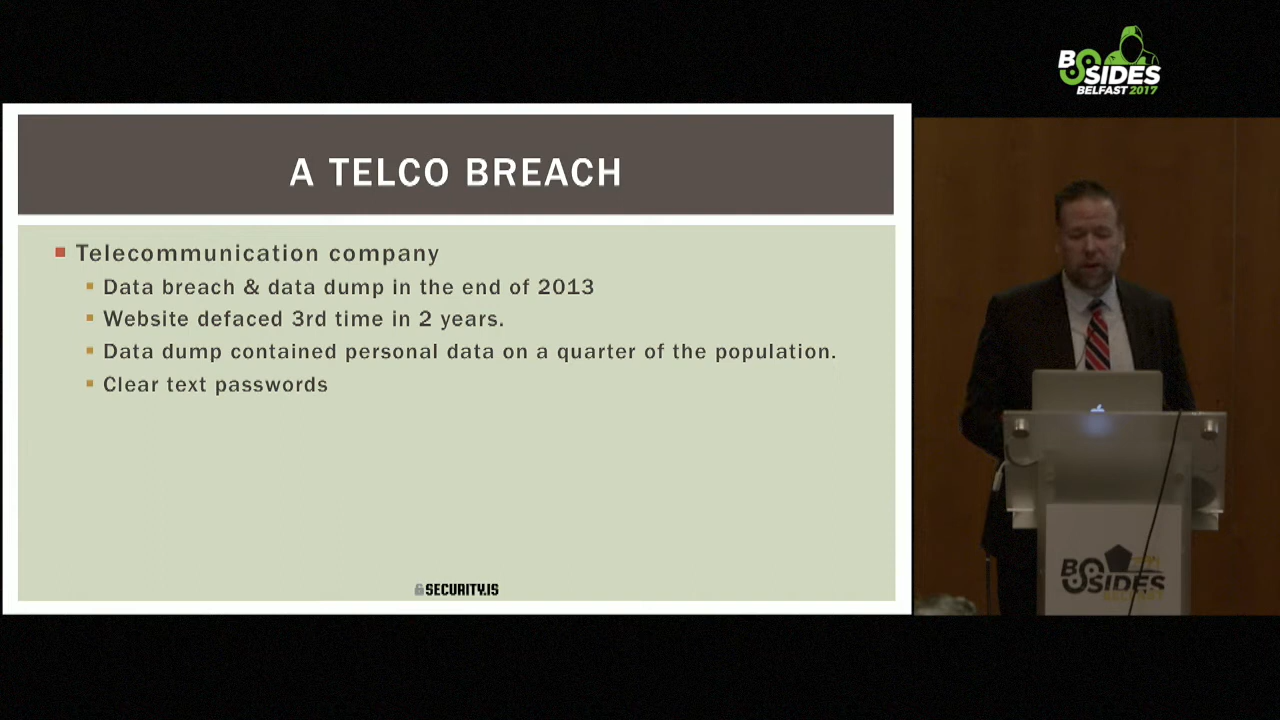 BSIDES
BELFAST 2017
A TELCO BREACH
Telecommunication company
Data breach & data dump in the end of 2013
Website defaced 3rd time in 2 years.
Data dump contained personal data on a quarter of the population.
Clear text passwords
SECURITY.IS
BSIDES
BELFAST